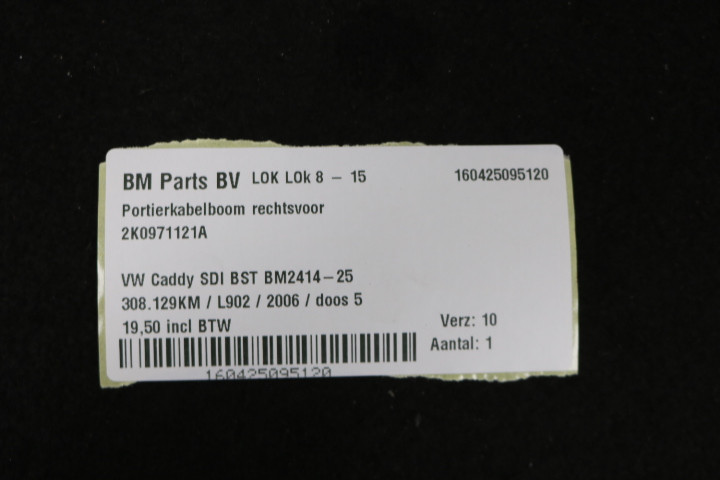 BM Parts BV LOK LOk 8 - 15 160425095120
Portierkabelboom rechtsvoor
2K0971121A
VW Caddy SDI BST BM2414-25
308.129KM / L902 / 2006 / doos 5
19,50 incl BTW Verz: 10
Aantal: 1
160425095120